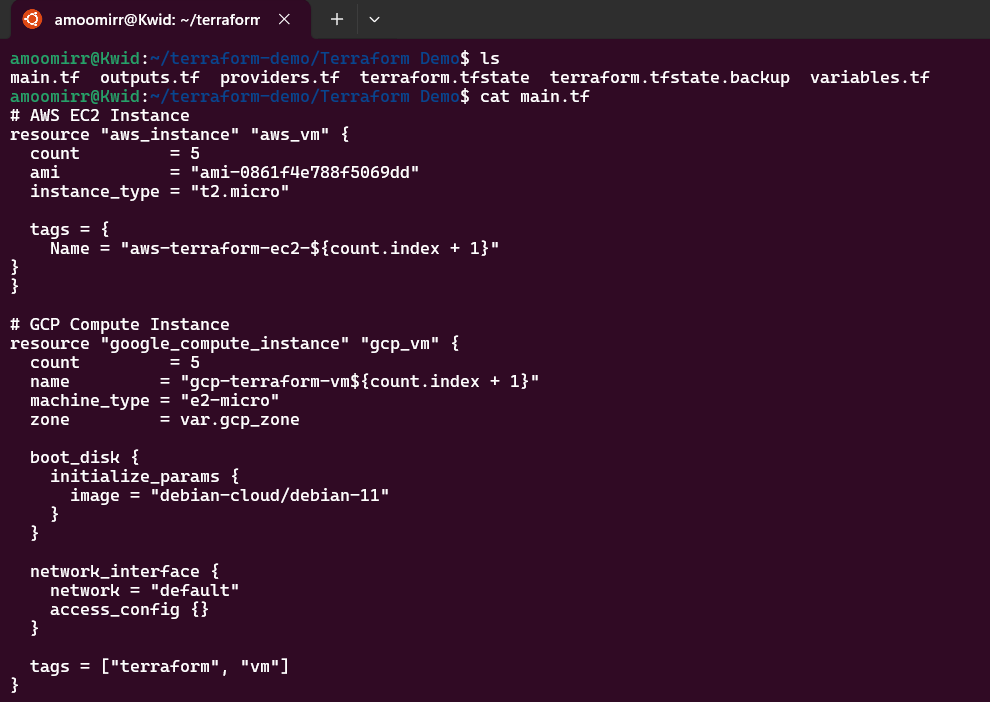 amoomirr@Kwid: ~/terraform
amoomirr@Kwid:~/terraform-demo/Terraform Demo$ ls
main.tf  outputs.tf  providers.tf  terraform.tfstate  terraform.tfstate.backup  variables.tf
amoomirr@Kwid:~/terraform-demo/Terraform Demo$ cat main.tf
# AWS EC2 Instance
resource "aws_instance" "aws_vm" {
  count         = 5
  ami           = "ami-0861f4e788f5069dd"
  instance_type = "t2.micro"

  tags = {
    Name = "aws-terraform-ec2-${count.index + 1}"
}
}

# GCP Compute Instance
resource "google_compute_instance" "gcp_vm" {
  count         = 5
  name         = "gcp-terraform-vm${count.index + 1}"
  machine_type = "e2-micro"
  zone         = var.gcp_zone

  boot_disk {
    initialize_params {
      image = "debian-cloud/debian-11"
    }
  }

  network_interface {
    network = "default"
    access_config {}
  }

  tags = ["terraform", "vm"]
}